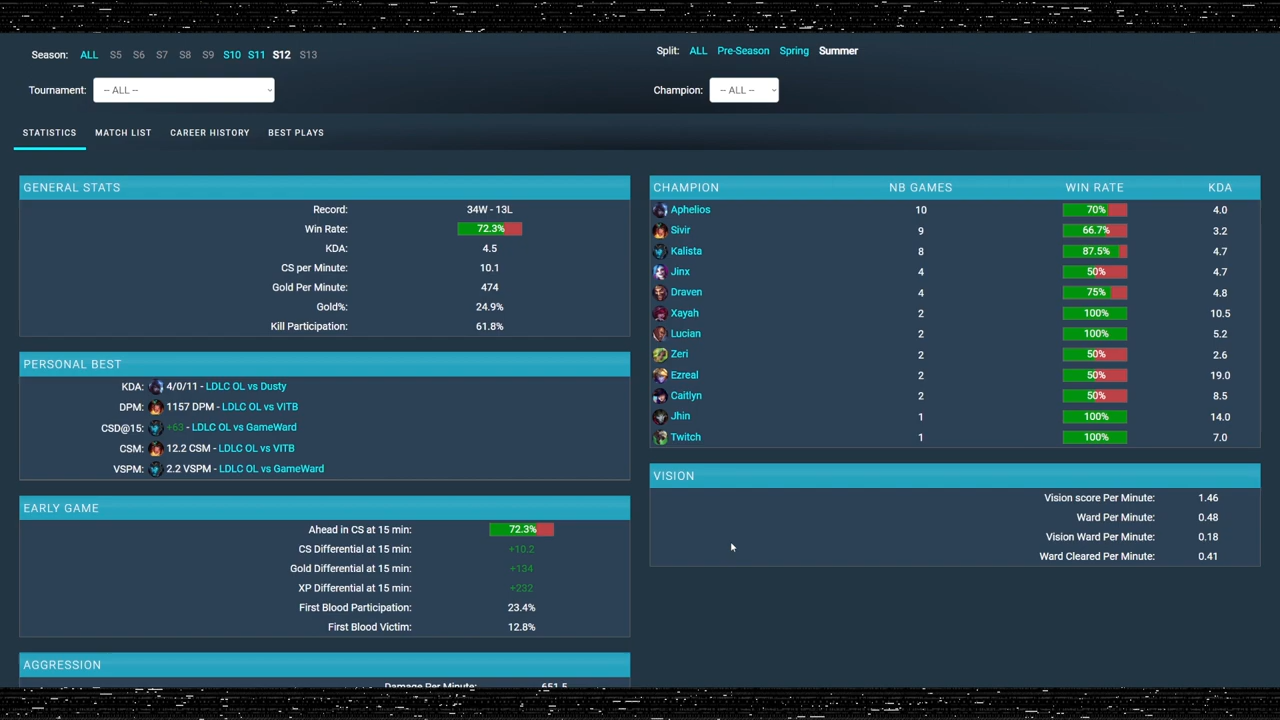 Season: ALL S5 S6 S7 S8 S9 S10 S11 S12 S13
Split: ALL Pre-Season Spring Summer
Tournament: -- ALL --
Champion: -- ALL --
STATISTICS MATCH LIST CAREER HISTORY BEST PLAYS
GENERAL STATS
Record: 34W - 13L
Win Rate: 72.3%
KDA: 4.5
CS per Minute: 10.1
Gold Per Minute: 474
Gold%: 24.9%
Kill Participation: 61.8%
PERSONAL BEST
KDA: 4/0/11 - LDLC OL vs Dusty
DPM: 1157 DPM - LDLC OL vs VITB
CSD@15: +63 - LDLC OL vs GameWard
CSM: 12.2 CSM - LDLC OL vs VITB
VSPM: 2.2 VSPM - LDLC OL vs GameWard
EARLY GAME
Ahead in CS at 15 min: 72.3%
CS Differential at 15 min: +10.2
Gold Differential at 15 min: +134
XP Differential at 15 min: +232
First Blood Participation: 23.4%
First Blood Victim: 12.8%
AGGRESSION
Damage Per Minute: 651.5
CHAMPION NB GAMES WIN RATE KDA
Aphelios 10 70% 4.0
Sivir 9 66.7% 3.2
Kalista 8 87.5% 4.7
Jinx 4 50% 4.7
Draven 4 75% 4.8
Xayah 2 100% 10.5
Lucian 2 100% 5.2
Zeri 2 50% 2.6
Ezreal 2 50% 19.0
Caitlyn 2 50% 8.5
Jhin 1 100% 14.0
Twitch 1 100% 7.0
VISION
Vision score Per Minute: 1.46
Ward Per Minute: 0.48
Vision Ward Per Minute: 0.18
Ward Cleared Per Minute: 0.41